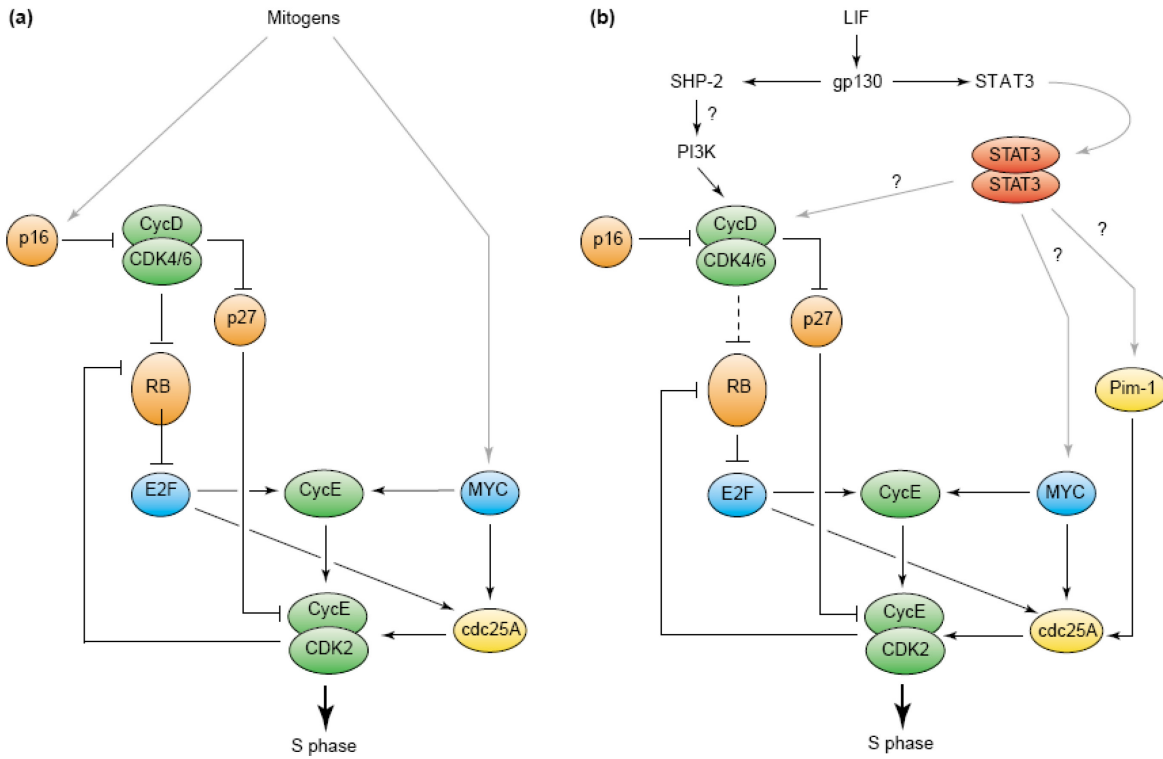 (a)
Mitogens
p16
CycD
CDK4/6
p27
RB
E2F
CycE
MYC
CycE
CDK2
cdc25A
S phase
(b)
LIF
SHP-2
gp130
STAT3
?
PI3K
STAT3
STAT3
?
?
?
p16
CycD
CDK4/6
p27
RB
Pim-1
E2F
CycE
MYC
CycE
CDK2
cdc25A
S phase